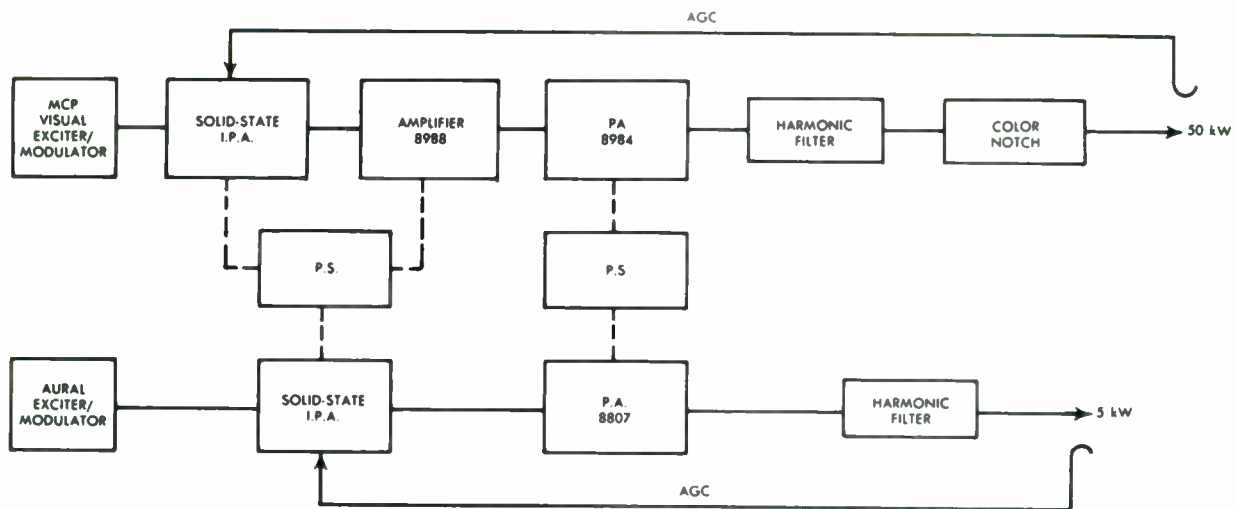 AGC
MCP
VISUAL
EXCITER/
MODULATOR
SOLID-STATE
I.P.A.
AMPLIFIER
8988
PA
8984
HARMONIC
FILTER
COLOR
NOTCH
50 kW
P.S.
P.S
AURAL
EXCITER/
MODULATOR
SOLID-STATE
I.P.A.
P.A.
8807
HARMONIC
FILTER
5 kW
AGC